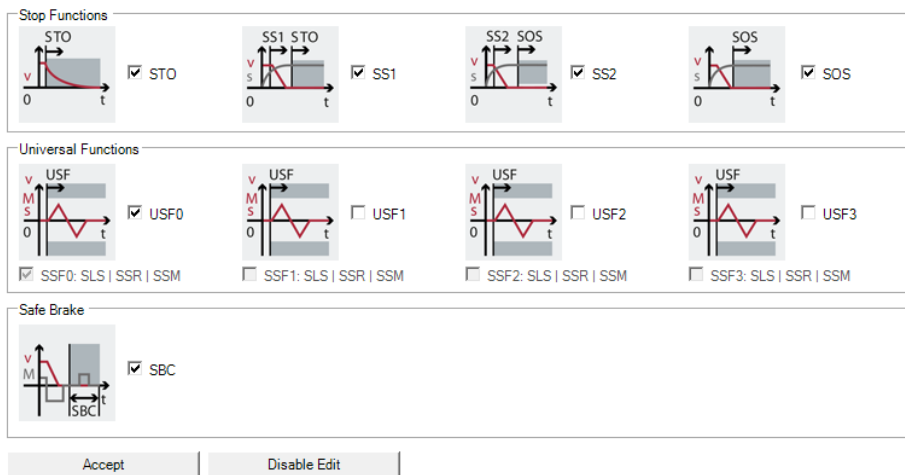 Stop Functions
STO
v
0
t
STO
SS1 STO
v
s
0
t
SS1
SS2 SOS
v
s
0
t
SS2
SOS
v
s
0
t
SOS
Universal Functions
USF
v
M
s
0
t
USF0
USF
v
M
s
0
t
USF1
USF
v
M
s
0
t
USF2
USF
v
M
s
0
t
USF3
SSF0: SLS | SSR | SSM
SSF1: SLS | SSR | SSM
SSF2: SLS | SSR | SSM
SSF3: SLS | SSR | SSM
Safe Brake
v
M
t
SBC
SBC
Accept
Disable Edit